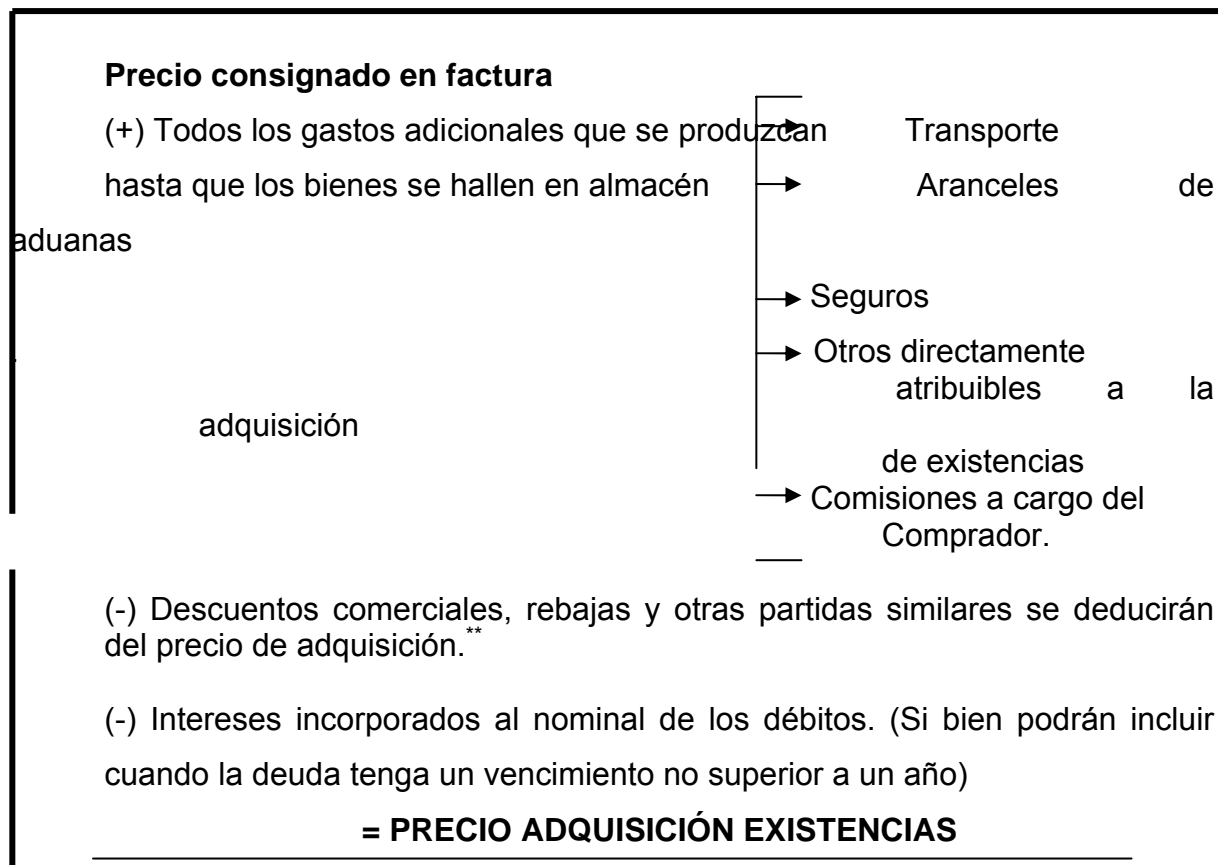 Precio consignado en factura
(+) Todos los gastos adicionales que se produzcan Transporte
hasta que los bienes se hallen en almacén Aranceles de
aduanas
Seguros
Otros directamente
atribuibles a la
adquisición
de existencias
Comisiones a cargo del
Comprador.
(-) Descuentos comerciales, rebajas y otras partidas similares se deducirán
del precio de adquisición.**
(-) Intereses incorporados al nominal de los débitos. (Si bien podrán incluir
cuando la deuda tenga un vencimiento no superior a un año)
= PRECIO ADQUISICIÓN EXISTENCIAS